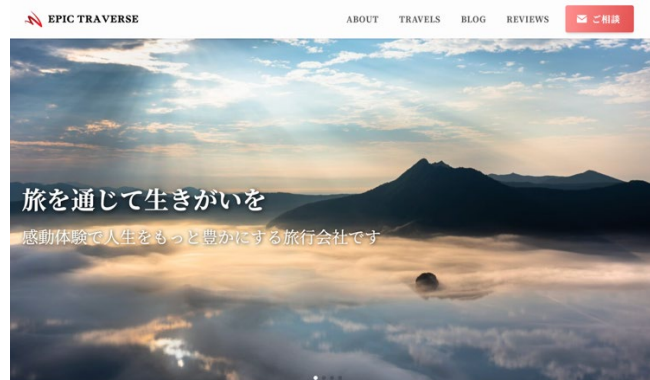 EPIC TRAVERSE
ABOUT
TRAVELS
BLOG
REVIEWS
ご相談
旅を通じて生きがいを
感動体験で人生をもっと豊かにする旅行会社です